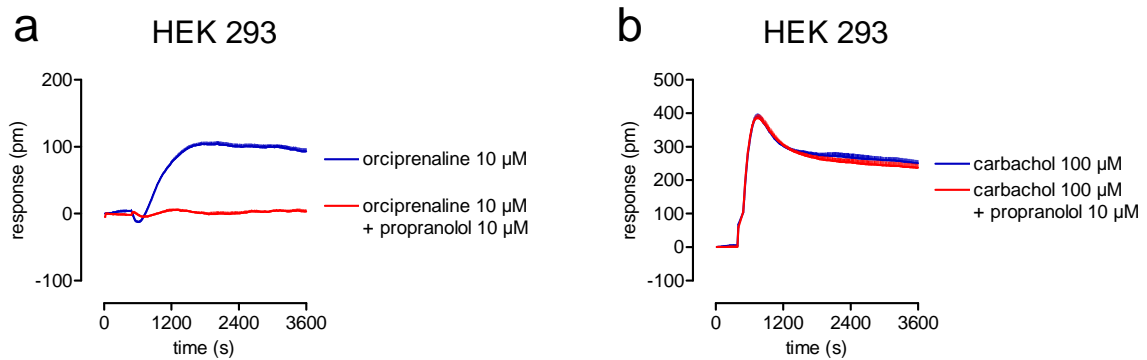 a
HEK 293
200
100
0
-100
response (pm)
0
1200
2400
3600
time (s)
orciprenaline 10 µM
orciprenaline 10 µM
+ propranolol 10 µM
b
HEK 293
500
400
300
200
100
0
-100
response (pm)
0
1200
2400
3600
time (s)
carbachol 100 µM
carbachol 100 µM
+ propranolol 10 µM